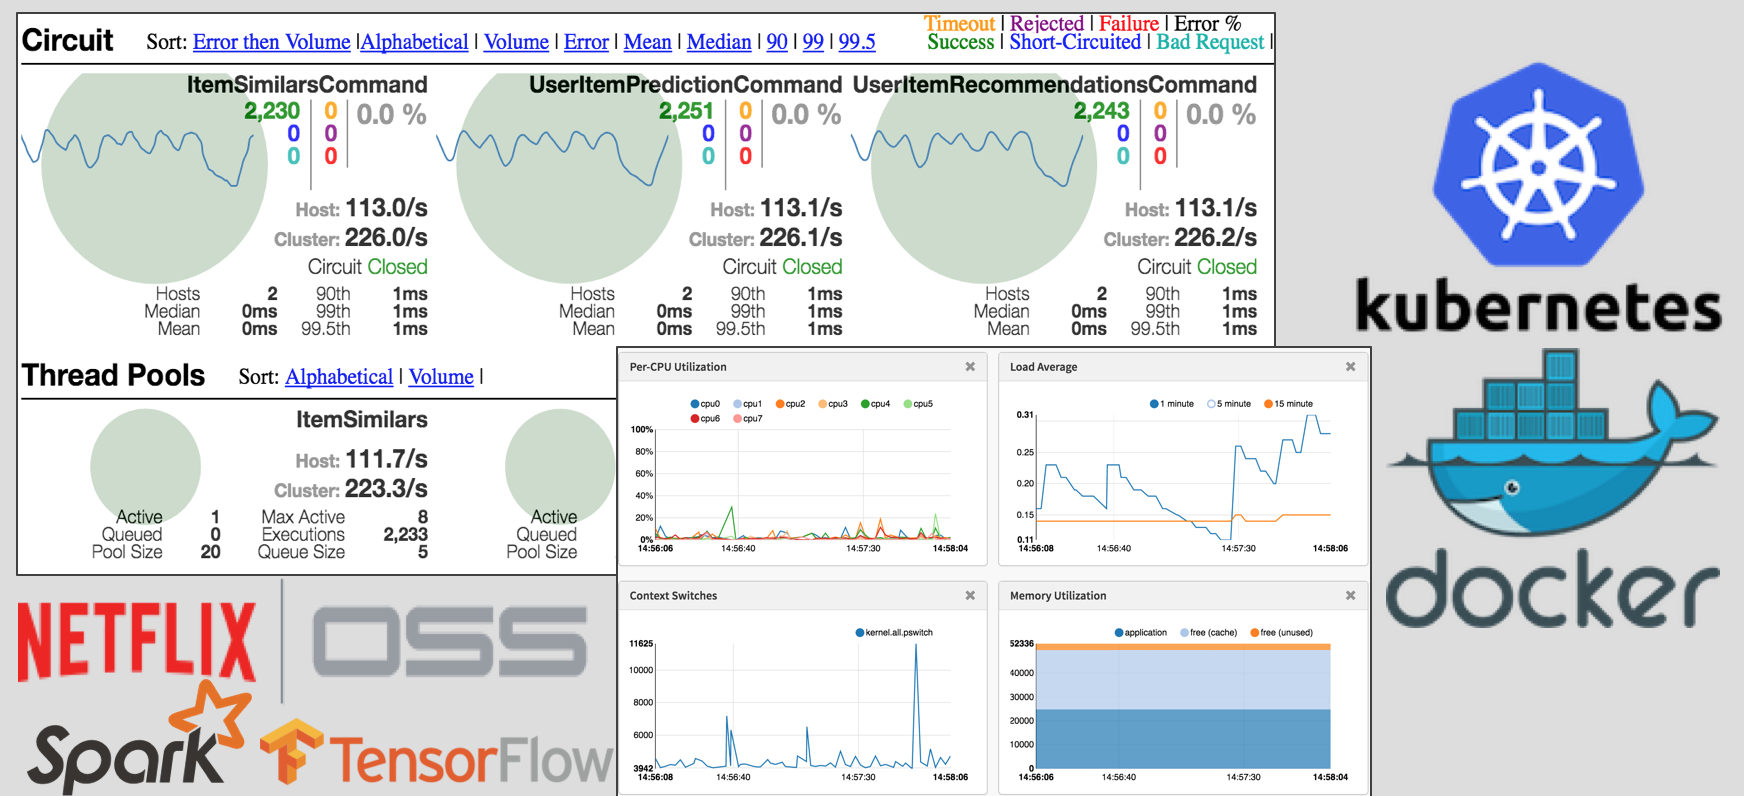 Timeout | Rejected | Failure | Error %
Circuit Sort: Error then Volume |Alphabetical | Volume | Error | Mean | Median | 90 | 99 | 99.5
Success | Short-Circuited | Bad Request |
ItemSimilarsCommand
2,230 0 0.0 %
0 0
0 0
Host: 113.0/s
Cluster: 226.0/s
Circuit Closed
Hosts 2 90th 1ms
Median 0ms 99th 1ms
Mean 0ms 99.5th 1ms
UserItemPredictionCommand
2,251 0 0.0 %
0 0
0 0
Host: 113.1/s
Cluster: 226.1/s
Circuit Closed
Hosts 2 90th 1ms
Median 0ms 99th 1ms
Mean 0ms 99.5th 1ms
UserItemRecommendationsCommand
2,243 0 0.0 %
0 0
0 0
Host: 113.1/s
Cluster: 226.2/s
Circuit Closed
Hosts 2 90th 1ms
Median 0ms 99th 1ms
Mean 0ms 99.5th 1ms
Thread Pools Sort: Alphabetical | Volume |
ItemSimilars
Host: 111.7/s
Cluster: 223.3/s
Active 1 Max Active 8
Queued 0 Executions 2,233
Pool Size 20 Queue Size 5
Active
Queued
Pool Size
Per-CPU Utilization
cpu0 cpu1 cpu2 cpu3 cpu4 cpu5
cpu6 cpu7
100%
80%
60%
40%
20%
0%
14:56:06 14:56:40 14:57:30 14:58:04
Load Average
1 minute 5 minute 15 minute
0.31
0.25
0.20
0.15
0.11
14:56:08 14:56:40 14:57:30 14:58:06
Context Switches
kernel.all.pswitch
11625
10000
8000
6000
3942
14:56:08 14:56:40 14:57:30 14:58:06
Memory Utilization
application free (cache) free (unused)
52336
40000
30000
20000
10000
0
14:56:06 14:56:40 14:57:30 14:58:04
kubernetes
docker
NETFLIX OSS
Spark
TensorFlow